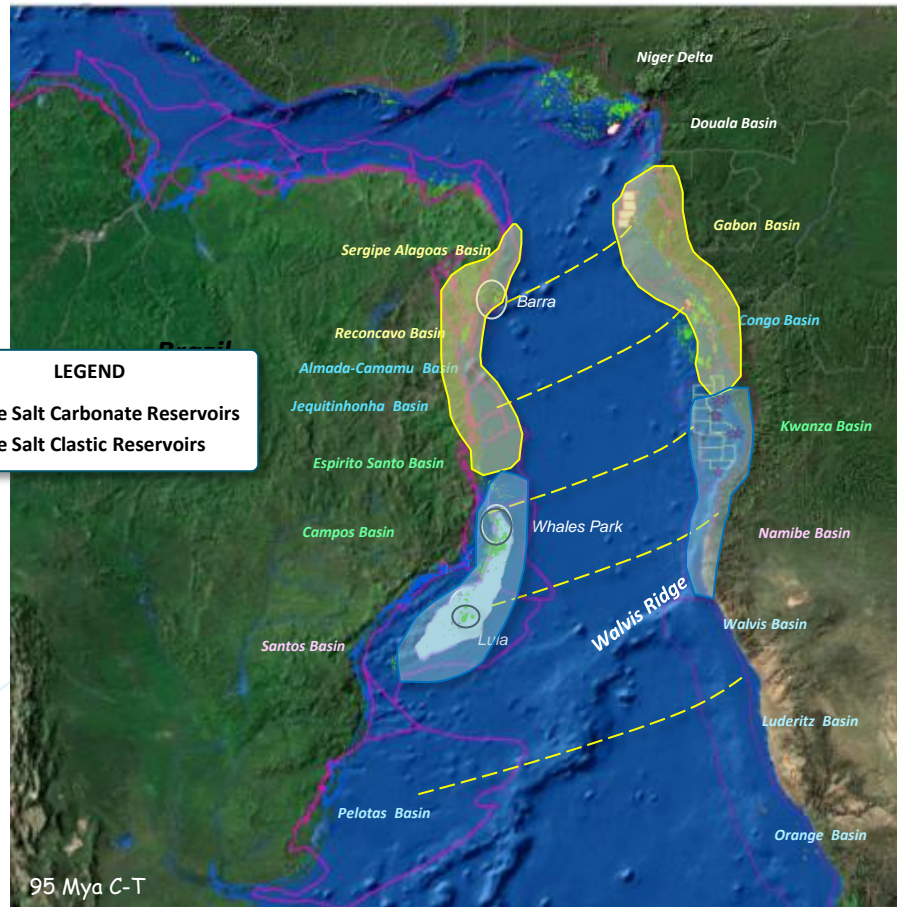 Niger Delta
Douala Basin
Gabon Basin
Sergipe Alagoas Basin
Barra
Congo Basin
Reconcavo Basin
Brazil
LEGEND
Almada-Camamu Basin
e Salt Carbonate Reservoirs
Jequitinhonha Basin
e Salt Clastic Reservoirs
Kwanza Basin
Espirito Santo Basin
Campos Basin
Whales Park
Namibe Basin
Walvis Ridge
Walvis Basin
Santos Basin
Lula
Luderitz Basin
Pelotas Basin
Orange Basin
95 Mya C-T